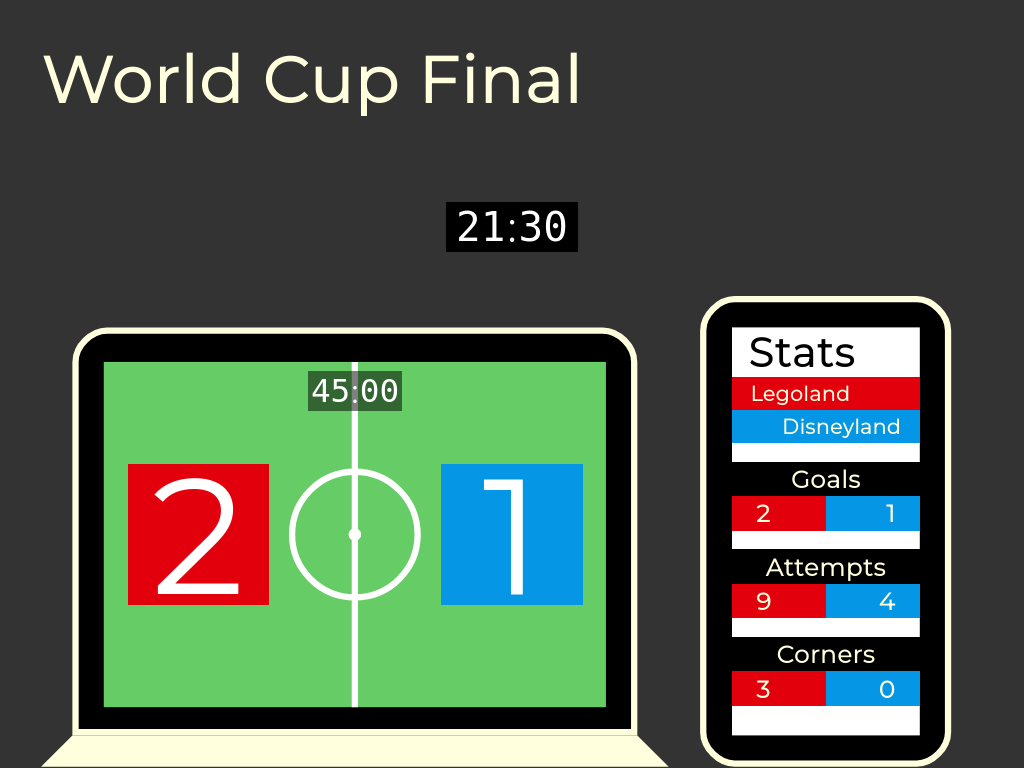 World Cup Final
21:30
45:00
2 1
Stats
Legoland
Disneyland
Goals
2 1
Attempts
9 4
Corners
3 0